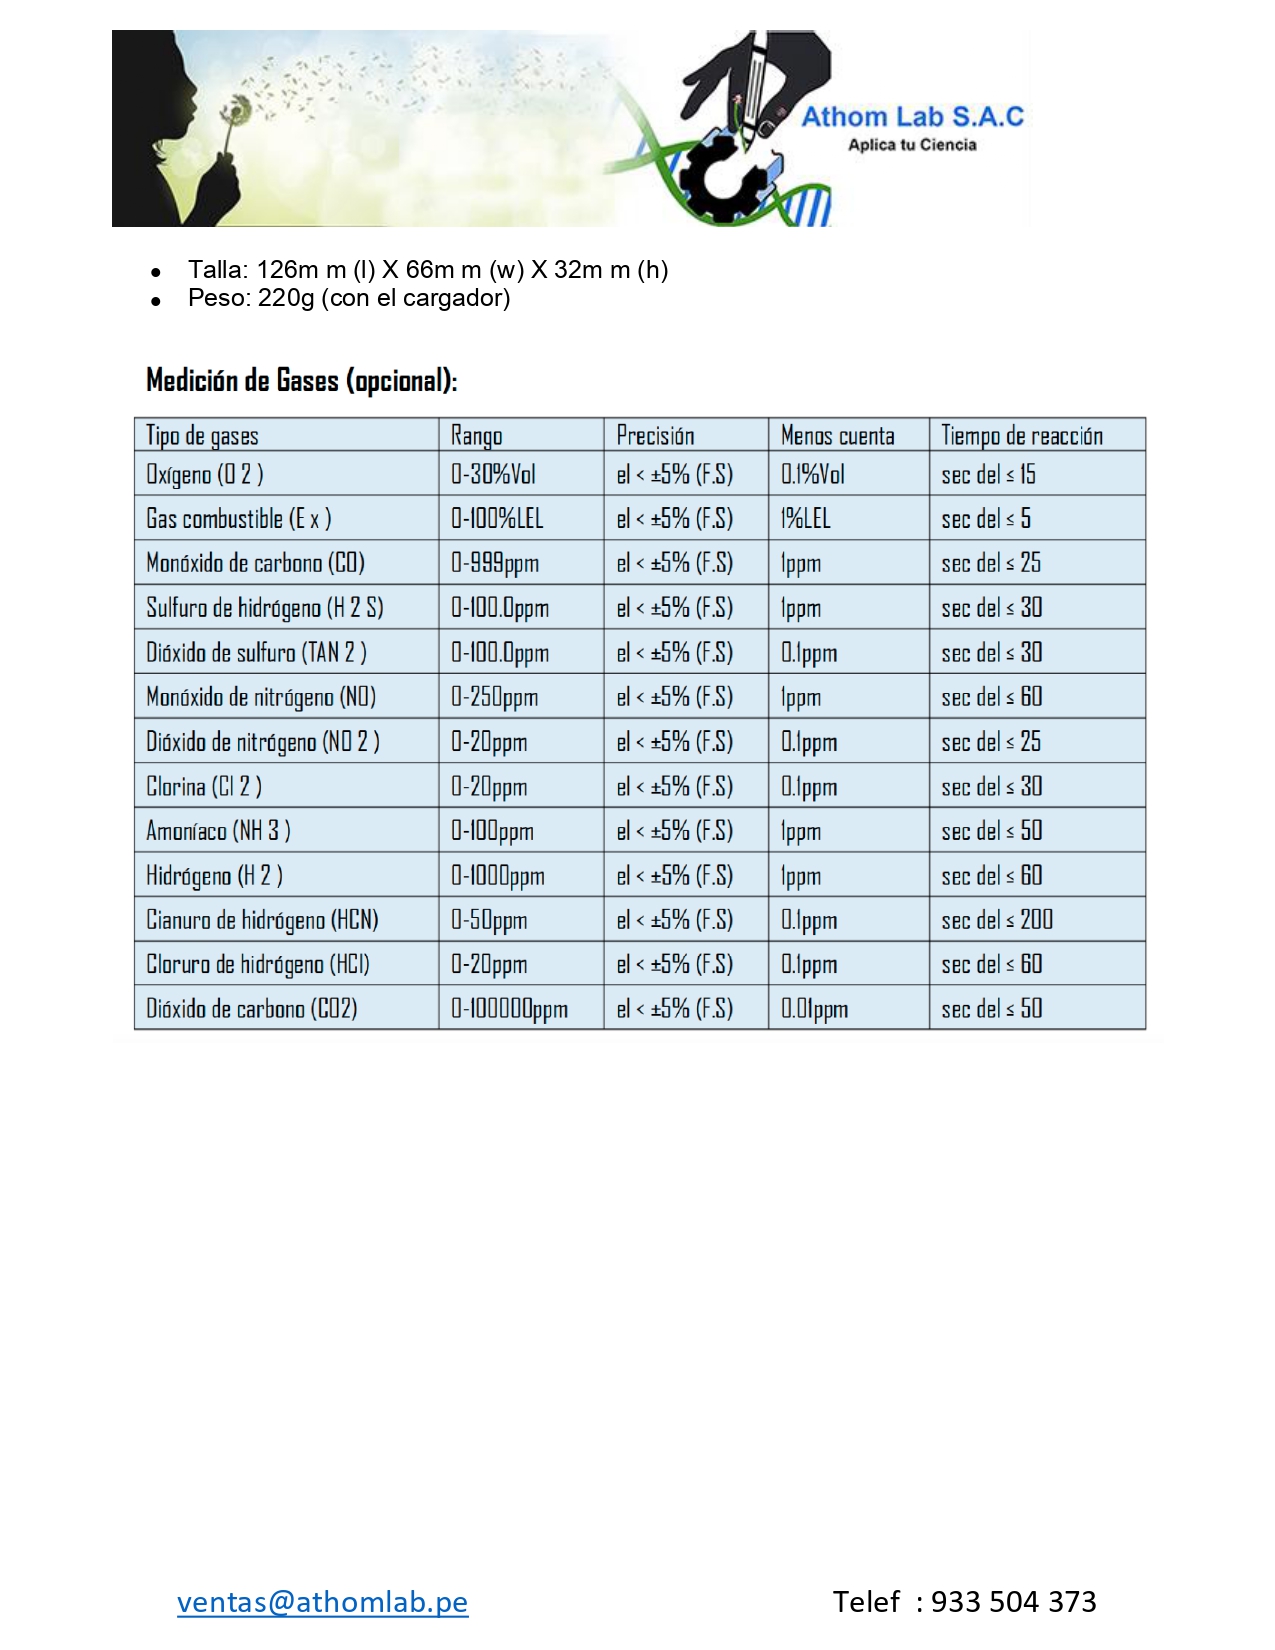 Athom Lab S.A.C
Aplica tu Ciencia
● Talla: 126m m (l) X 66m m (w) X 32m m (h)
● Peso: 220g (con el cargador)
Medición de Gases (opcional):
Tipo de gases Rango Precisión Menos cuenta Tiempo de reacción
Oxígeno (O 2 ) 0-30%Vol el < ±5% (F.S) 0.1%Vol sec del ≤ 15
Gas combustible (E x ) 0-100%LEL el < ±5% (F.S) 1%LEL sec del ≤ 5
Monóxido de carbono (CO) 0-999ppm el < ±5% (F.S) 1ppm sec del ≤ 25
Sulfuro de hidrógeno (H 2 S) 0-100.0ppm el < ±5% (F.S) 1ppm sec del ≤ 30
Dióxido de sulfuro (TAN 2 ) 0-100.0ppm el < ±5% (F.S) 0.1ppm sec del ≤ 30
Monóxido de nitrógeno (NO) 0-250ppm el < ±5% (F.S) 1ppm sec del ≤ 60
Dióxido de nitrógeno (NO 2 ) 0-20ppm el < ±5% (F.S) 0.1ppm sec del ≤ 25
Clorina (Cl 2 ) 0-20ppm el < ±5% (F.S) 0.1ppm sec del ≤ 30
Amoníaco (NH 3 ) 0-100ppm el < ±5% (F.S) 1ppm sec del ≤ 50
Hidrógeno (H 2 ) 0-1000ppm el < ±5% (F.S) 1ppm sec del ≤ 60
Cianuro de hidrógeno (HCN) 0-50ppm el < ±5% (F.S) 0.1ppm sec del ≤ 200
Cloruro de hidrógeno (HCl) 0-20ppm el < ±5% (F.S) 0.1ppm sec del ≤ 60
Dióxido de carbono (CO2) 0-100000ppm el < ±5% (F.S) 0.01ppm sec del ≤ 50
ventas@athomlab.pe Telef : 933 504 373